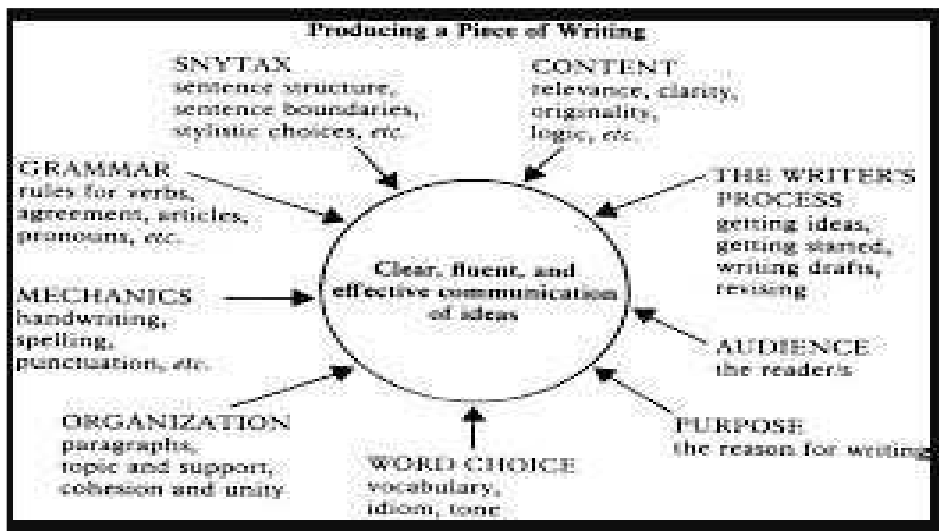 Producing a Piece of Writing
SNYTAX
sentence structure,
sentence boundaries,
stylistic choices, etc.
CONTENT
relevance, clarity,
originality,
logic, etc.
THE WRITER'S
PROCESS
getting ideas,
getting started,
writing drafts,
revising
AUDIENCE
the reader/s
PURPOSE
the reason for writing
WORD CHOICE
vocabulary,
idiom, tone
ORGANIZATION
paragraphs,
topic and support,
cohesion and unity
MECHANICS
handwriting,
spelling,
punctuation, etc.
GRAMMAR
rules for verbs,
agreement, articles,
pronouns, etc.
Clear, fluent, and
effective communication
of ideas